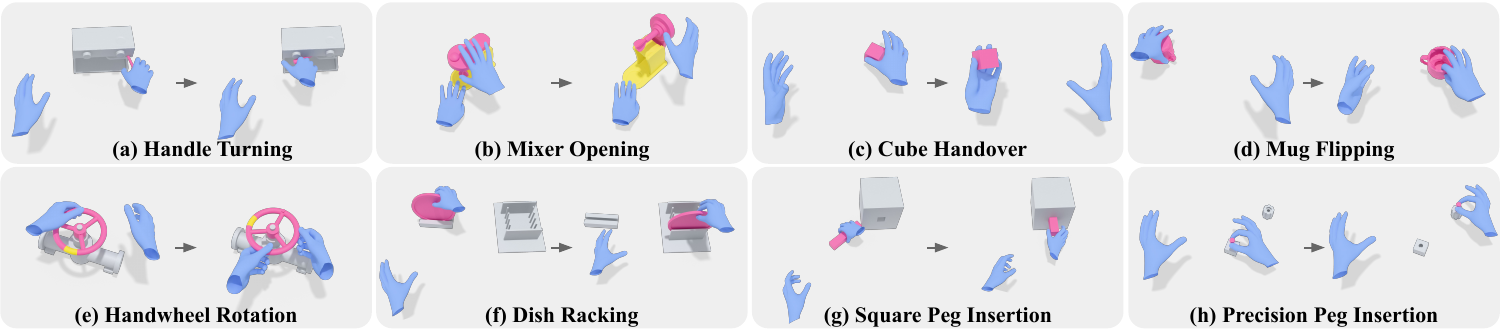 (a) Handle Turning
(b) Mixer Opening
(c) Cube Handover
(d) Mug Flipping
(e) Handwheel Rotation
(f) Dish Racking
(g) Square Peg Insertion
(h) Precision Peg Insertion